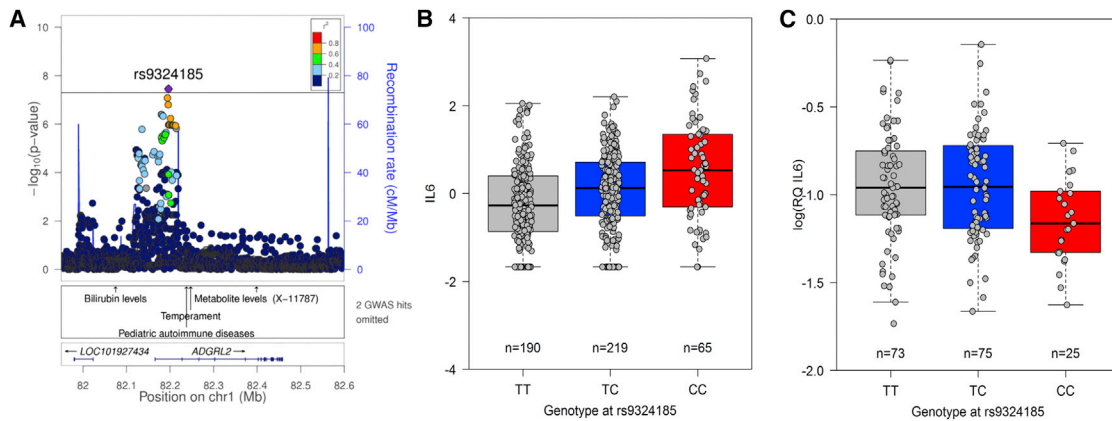 A
10
8
6
4
2
0
−log10(p-value)
100
80
60
40
20
0
Recombination rate (cM/Mb)
r²
0.8
0.6
0.4
0.2
rs9324185
Bilirubin levels
Metabolite levels (X-11787)
Temperament
Pediatric autoimmune diseases
2 GWAS hits
omitted
LOC101927434
ADGRL2
82 82.1 82.2 82.3 82.4 82.5 82.6
Position on chr1 (Mb)
B
4
2
0
-2
-4
IL6
n=190 n=219 n=65
TT TC CC
Genotype at rs9324185
C
-0.5
-1.0
-1.5
-2.0
log(RQ IL6)
n=73 n=75 n=25
TT TC CC
Genotype at rs9324185